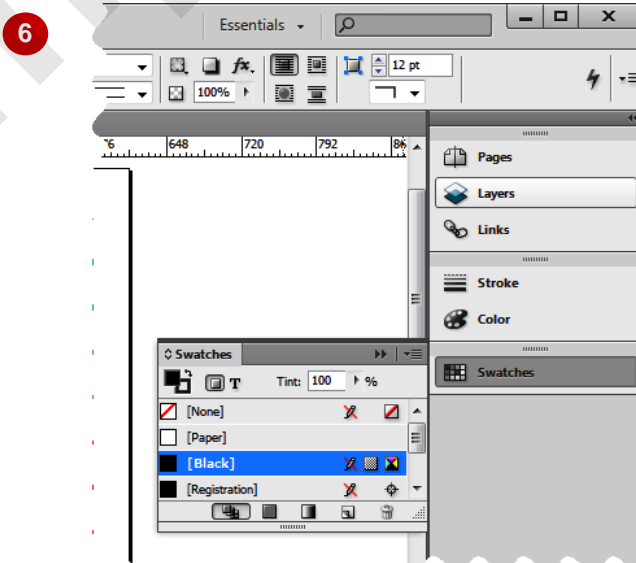 6
Essentials
fx.
12 pt
100%
648 720 792
Pages
Layers
Links
Stroke
Color
Swatches
Swatches
T Tint: 100 %
[None]
[Paper]
[Black]
[Registration]